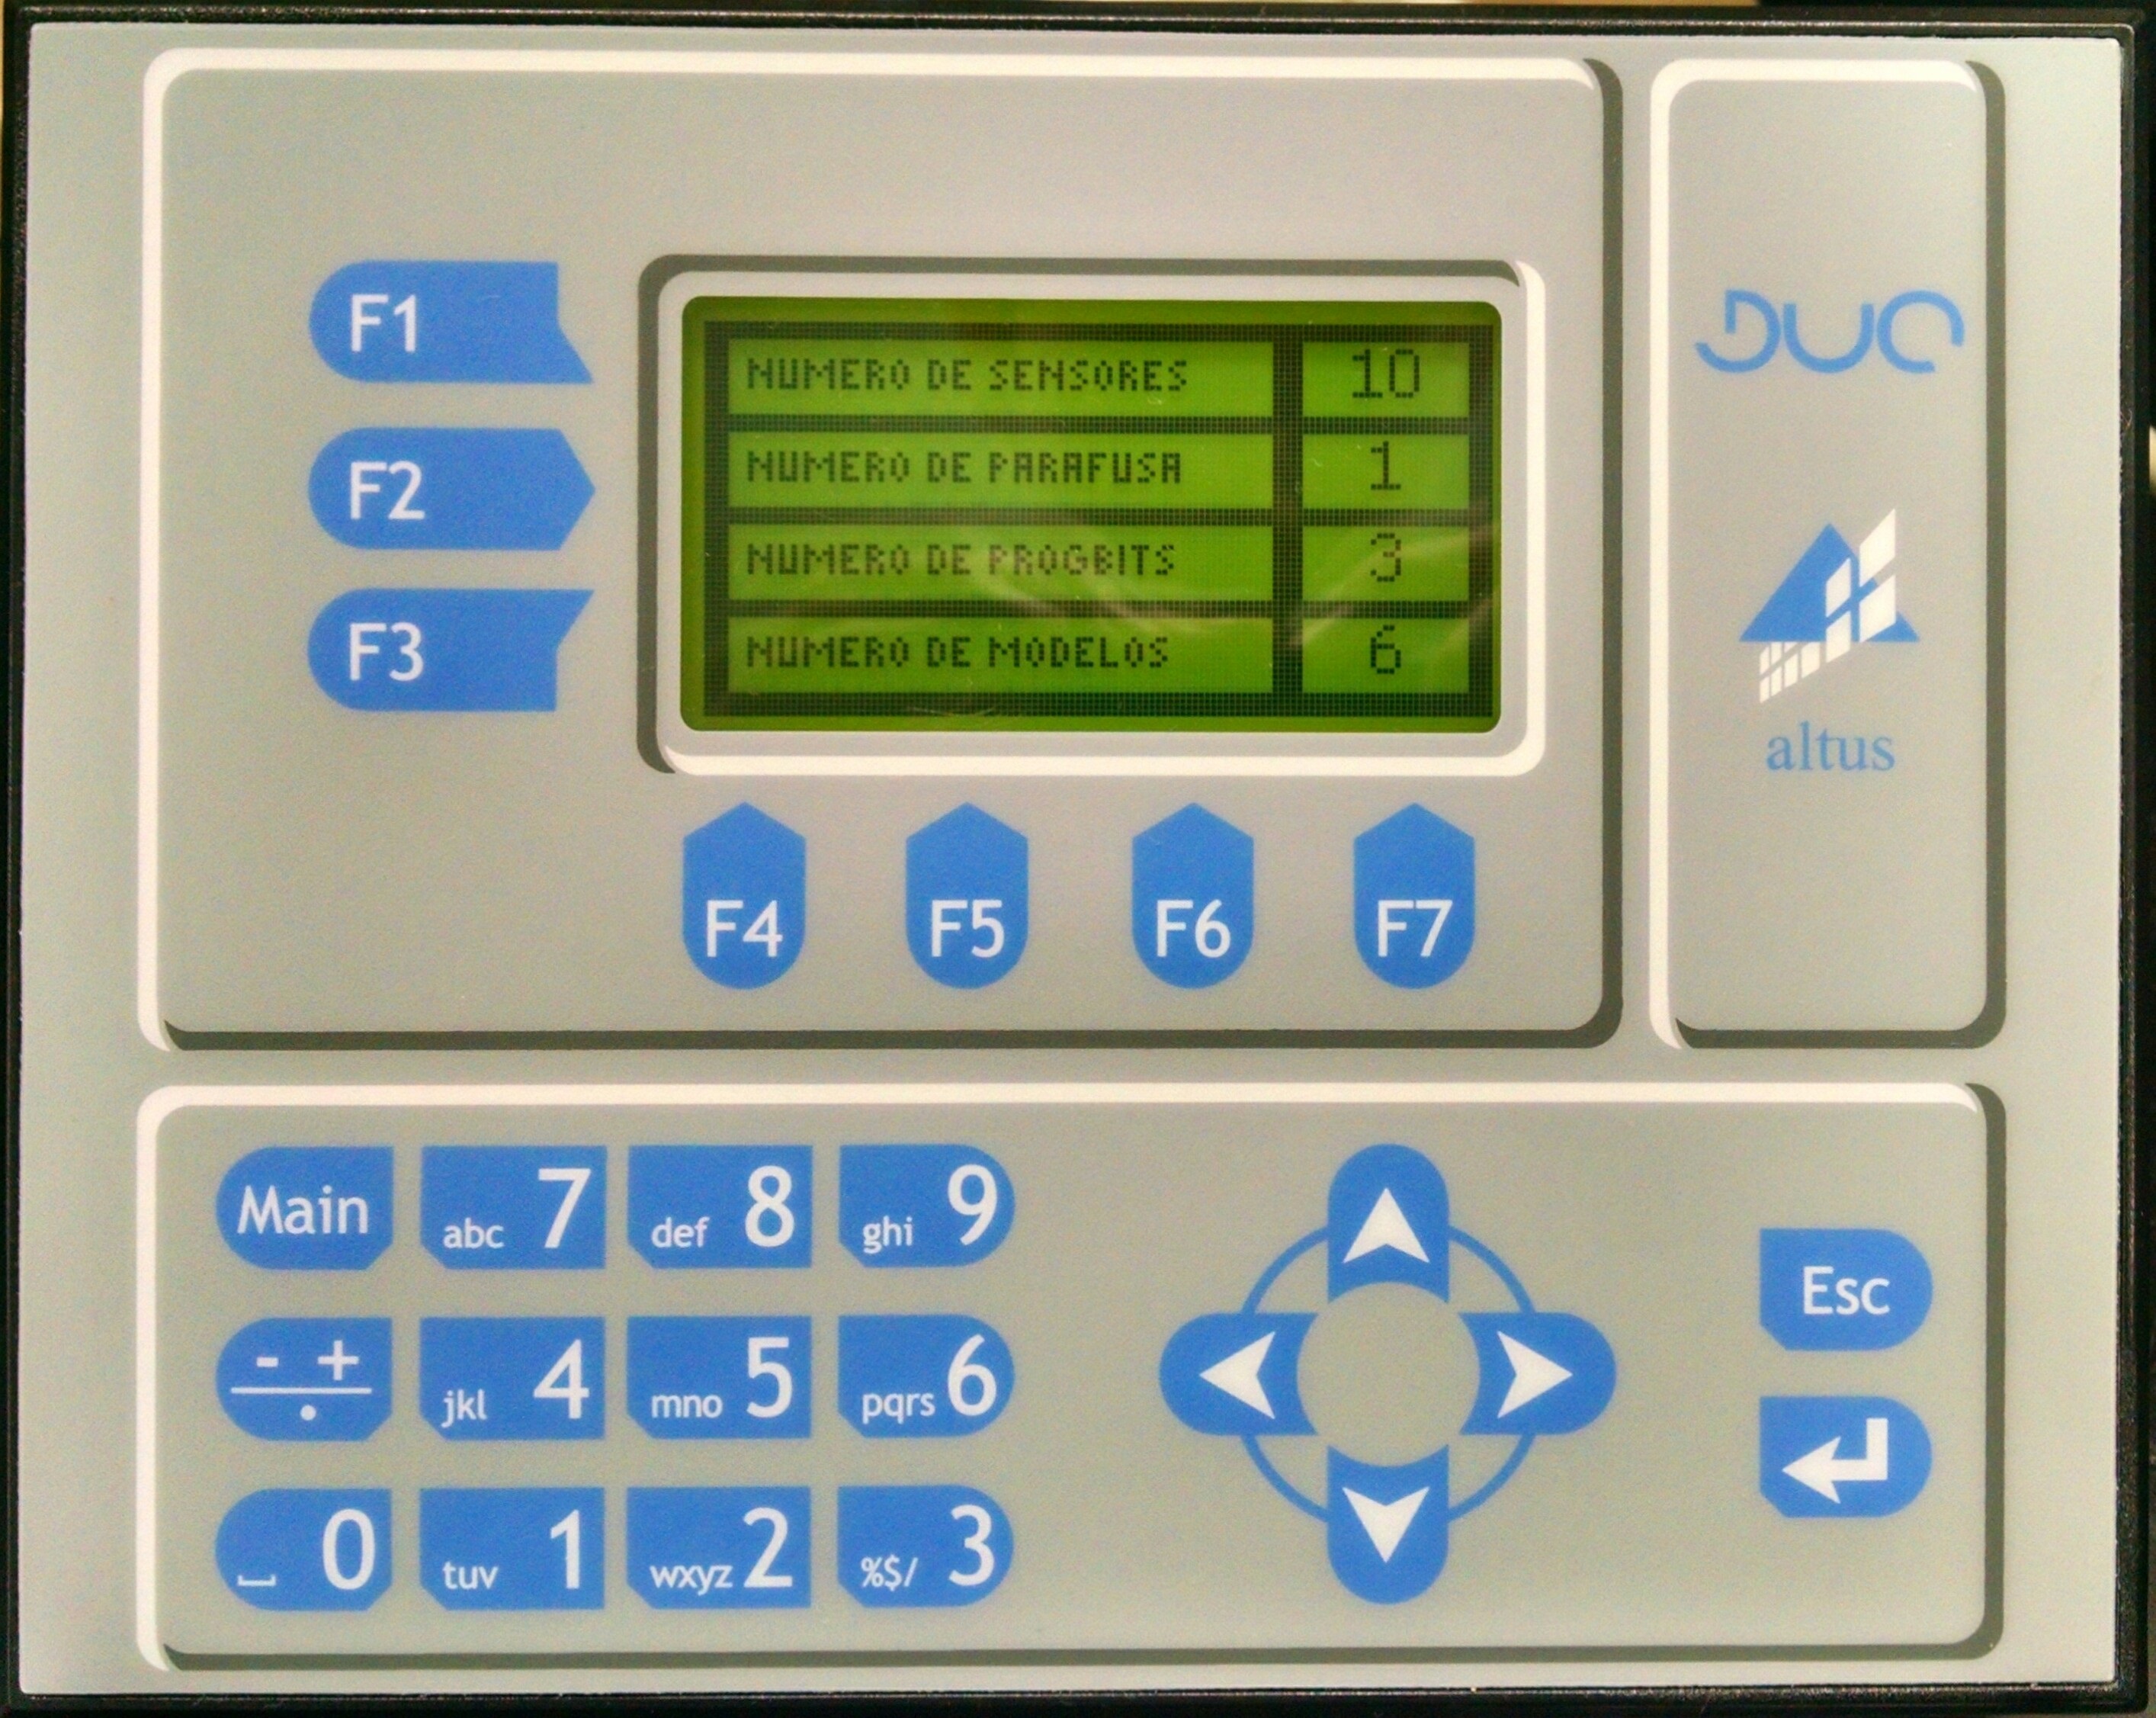 F1
F2
F3
NUMERO DE SENSORES 10
NUMERO DE PARAFUSA 1
NUMERO DE PROGBITS 3
NUMERO DE MODELOS 6
DUO
altus
F4 F5 F6 F7
Main abc 7 def 8 ghi 9
- + jkl 4 mno 5 pqrs 6
0 tuv 1 wxyz 2 %$/ 3
Esc